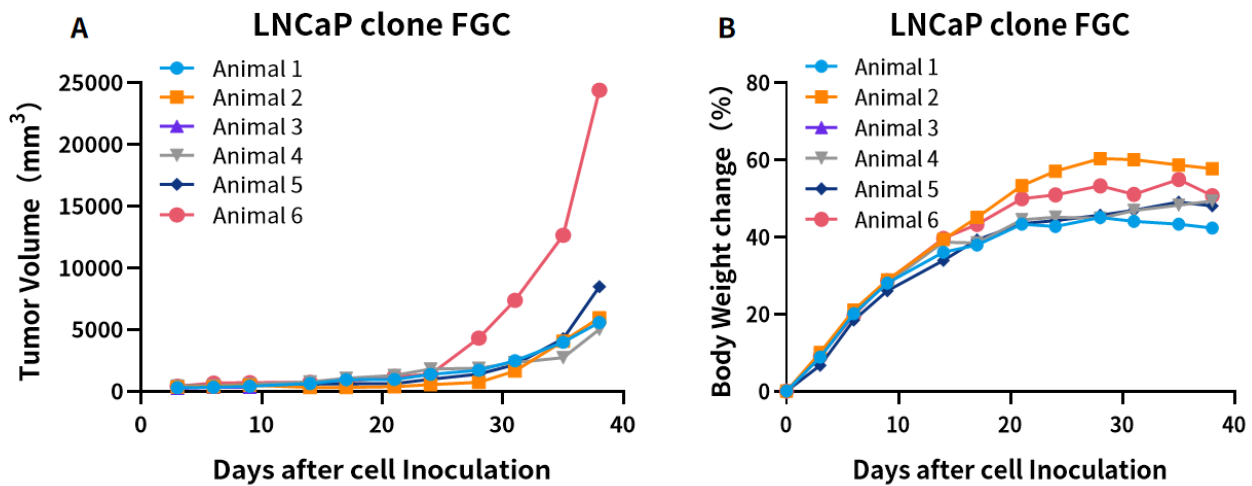 A
LNCaP clone FGC
Animal 1
Animal 2
Animal 3
Animal 4
Animal 5
Animal 6
25000
20000
15000
10000
5000
0
Tumor Volume（mm³）
0 10 20 30 40
Days after cell Inoculation
B
LNCaP clone FGC
Animal 1
Animal 2
Animal 3
Animal 4
Animal 5
Animal 6
80
60
40
20
0
Body Weight change（%）
0 10 20 30 40
Days after cell Inoculation